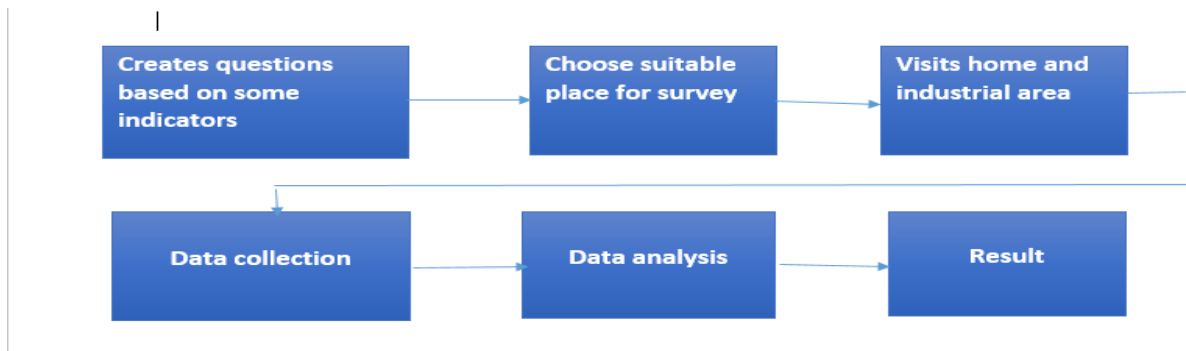 Creates questions
based on some
indicators
Choose suitable
place for survey
Visits home and
industrial area
Data collection
Data analysis
Result